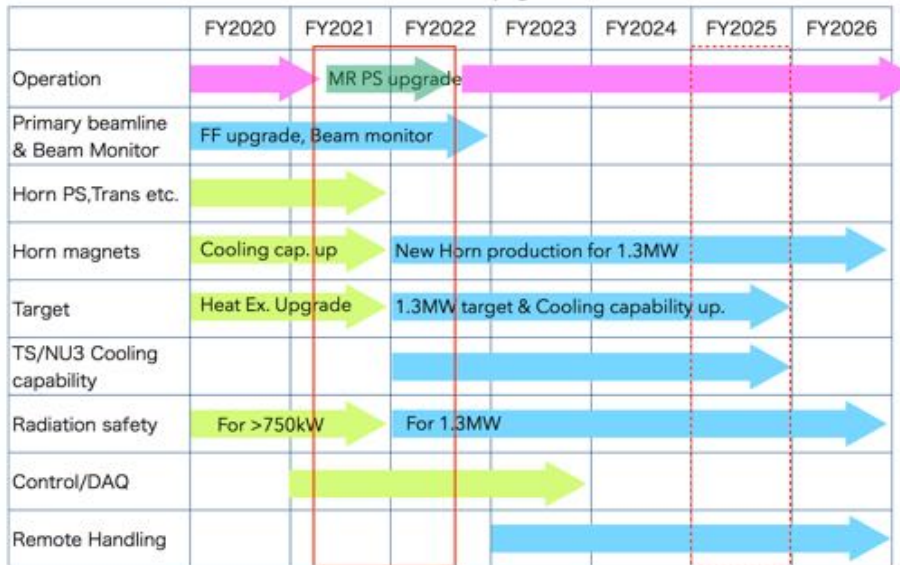 FY2020 FY2021 FY2022 FY2023 FY2024 FY2025 FY2026
Operation MR PS upgrade
Primary beamline
& Beam Monitor
FF upgrade, Beam monitor
Horn PS,Trans etc.
Horn magnets Cooling cap. up New Horn production for 1.3MW
Target Heat Ex. Upgrade 1.3MW target & Cooling capability up.
TS/NU3 Cooling
capability
Radiation safety For >750kW For 1.3MW
Control/DAQ
Remote Handling